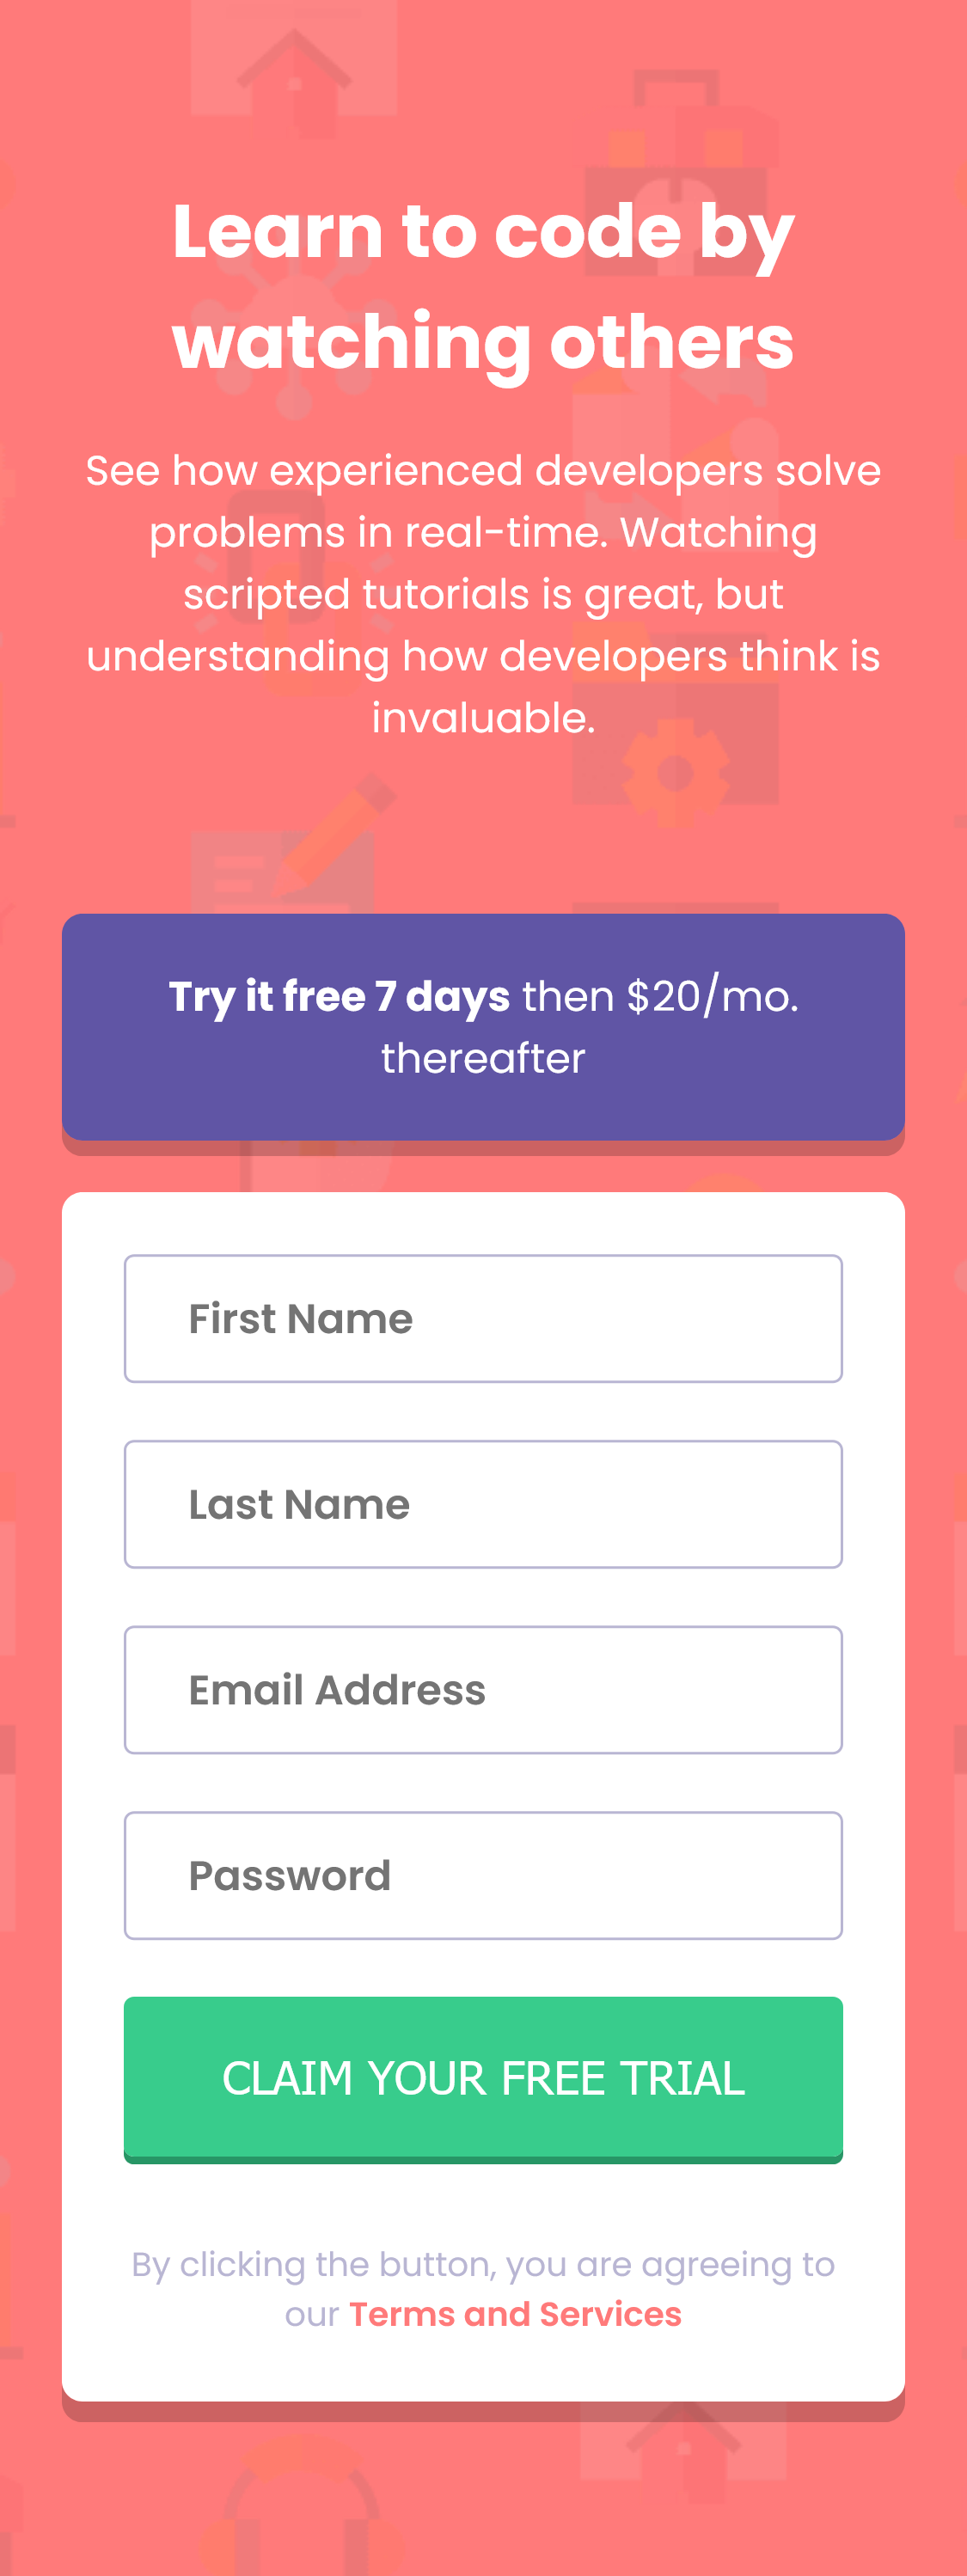 Learn to code by
watching others
See how experienced developers solve
problems in real-time. Watching
scripted tutorials is great, but
understanding how developers think is
invaluable.
Try it free 7 days then $20/mo.
thereafter
First Name
Last Name
Email Address
Password
CLAIM YOUR FREE TRIAL
By clicking the button, you are agreeing to
our Terms and Services